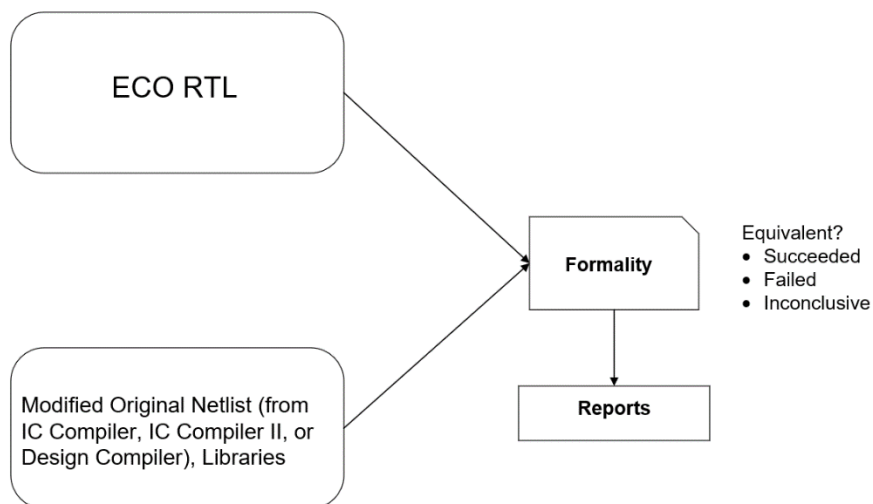 ECO RTL
Formality
Equivalent?
• Succeeded
• Failed
• Inconclusive
Modified Original Netlist (from
IC Compiler, IC Compiler II, or
Design Compiler), Libraries
Reports